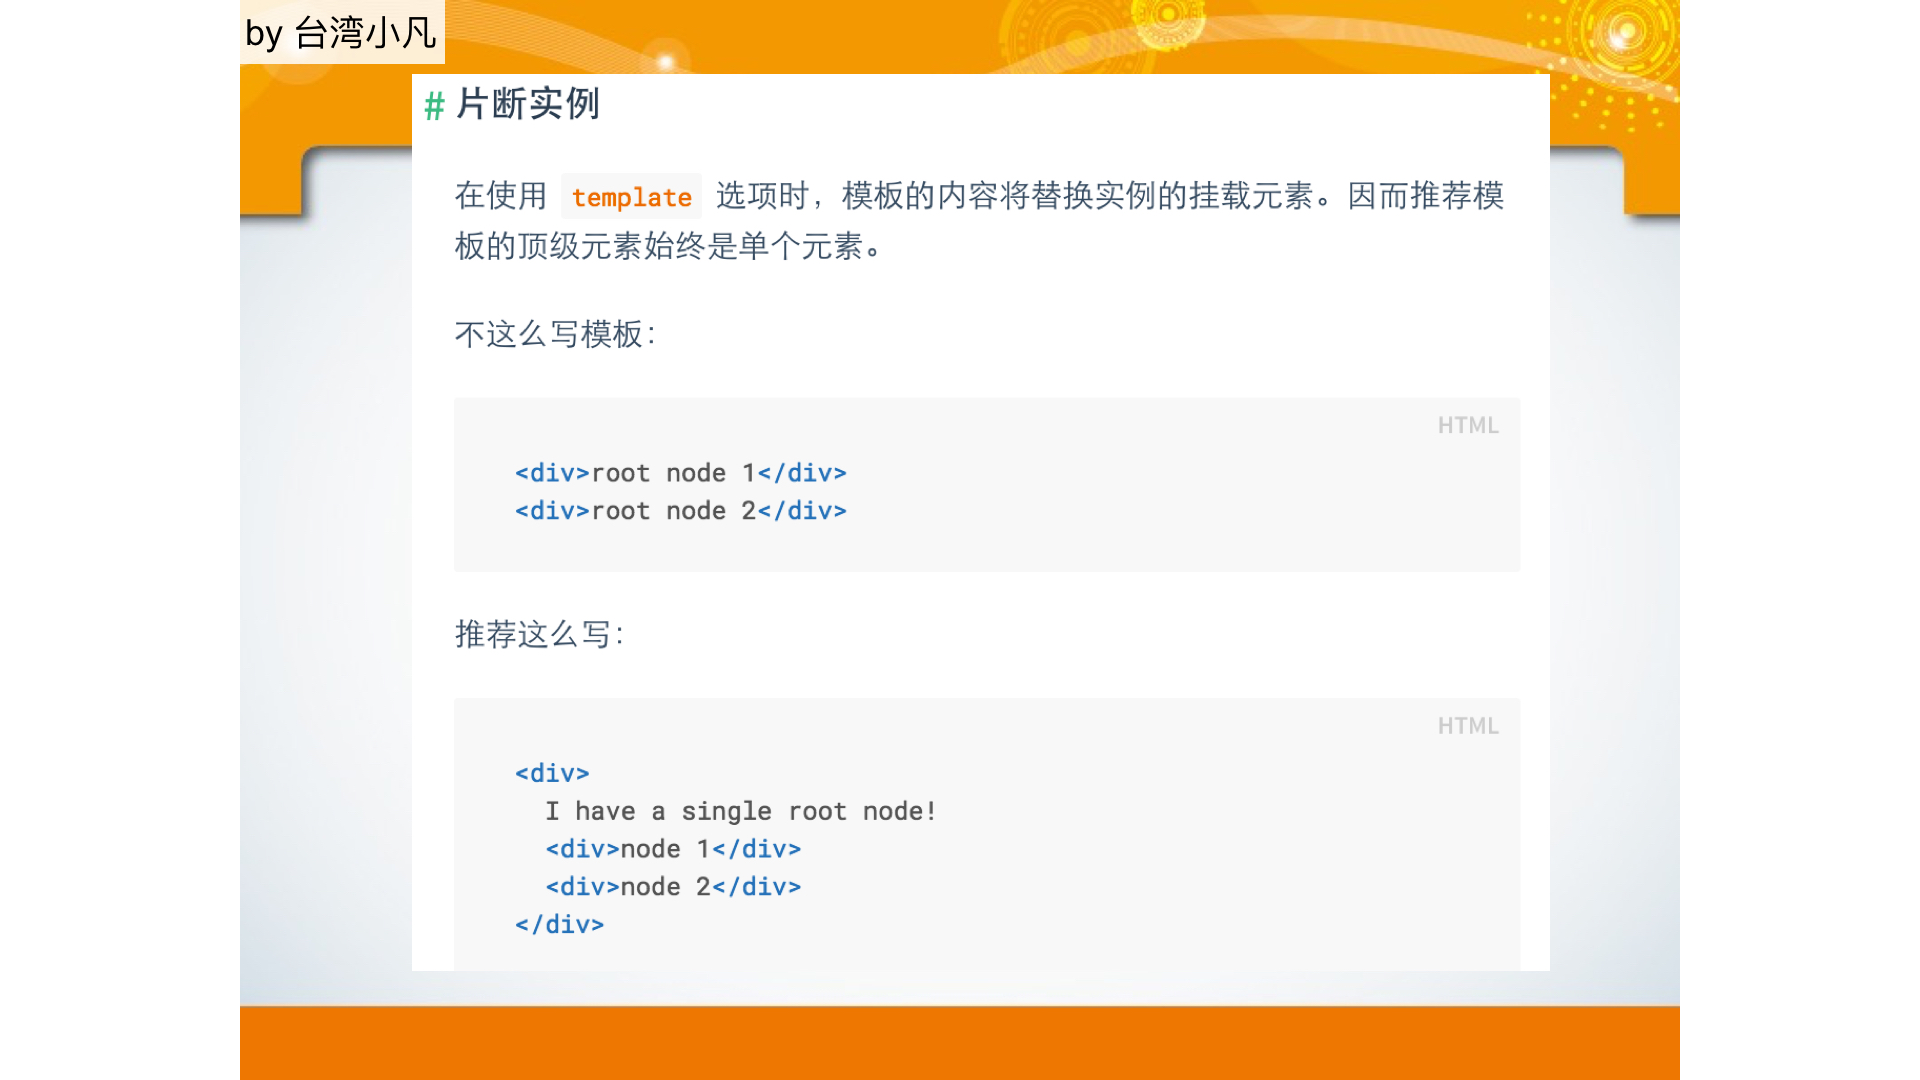 by 台湾小凡
# 片断实例
在使用 template 选项时，模板的内容将替换实例的挂载元素。因而推荐模
板的顶级元素始终是单个元素。
不这么写模板：
HTML
<div>root node 1</div>
<div>root node 2</div>
推荐这么写：
HTML
<div>
  I have a single root node!
  <div>node 1</div>
  <div>node 2</div>
</div>